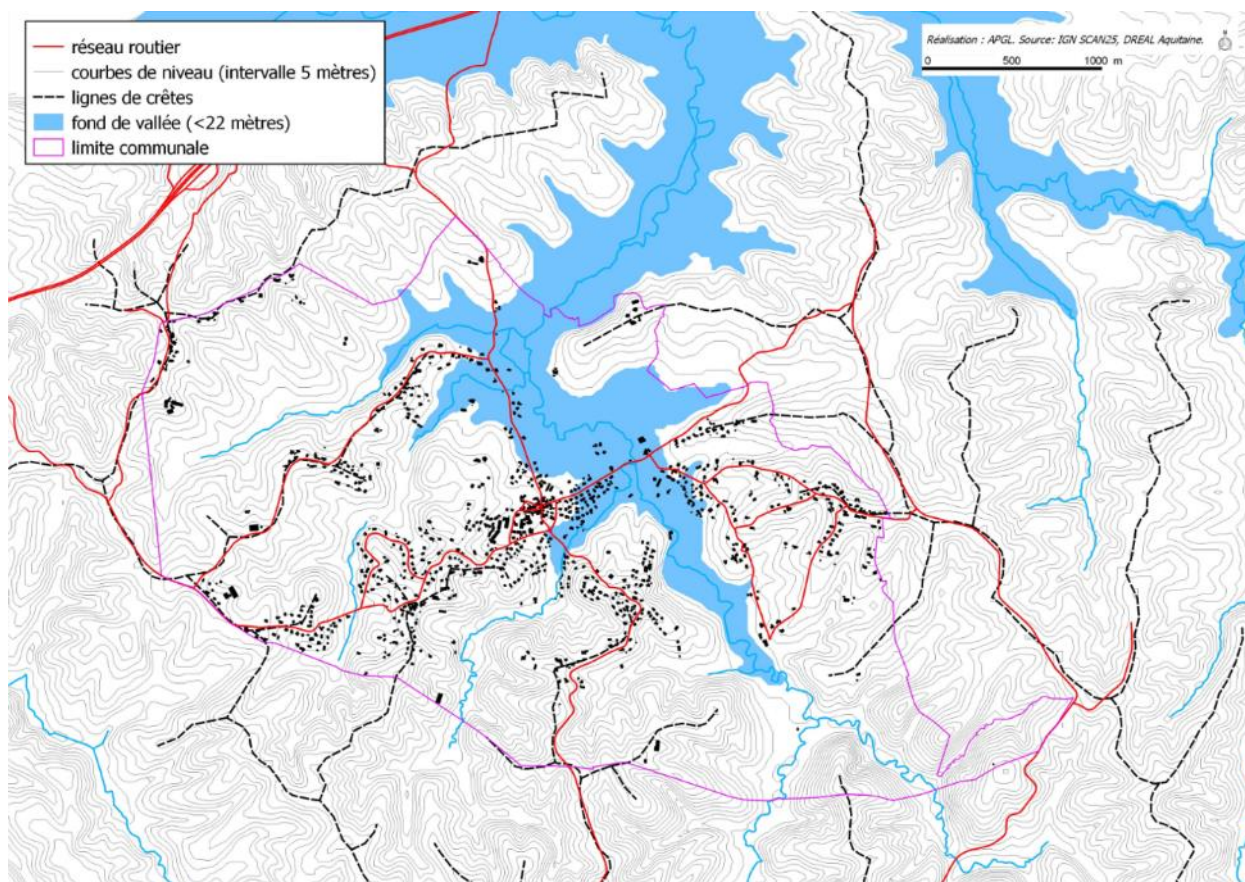 réseau routier
courbes de niveau (intervalle 5 mètres)
lignes de crêtes
fond de vallée (<22 mètres)
limite communale
Réalisation : APGL. Source: IGN SCAN25, DREAL Aquitaine.
N
0 500 1000 m